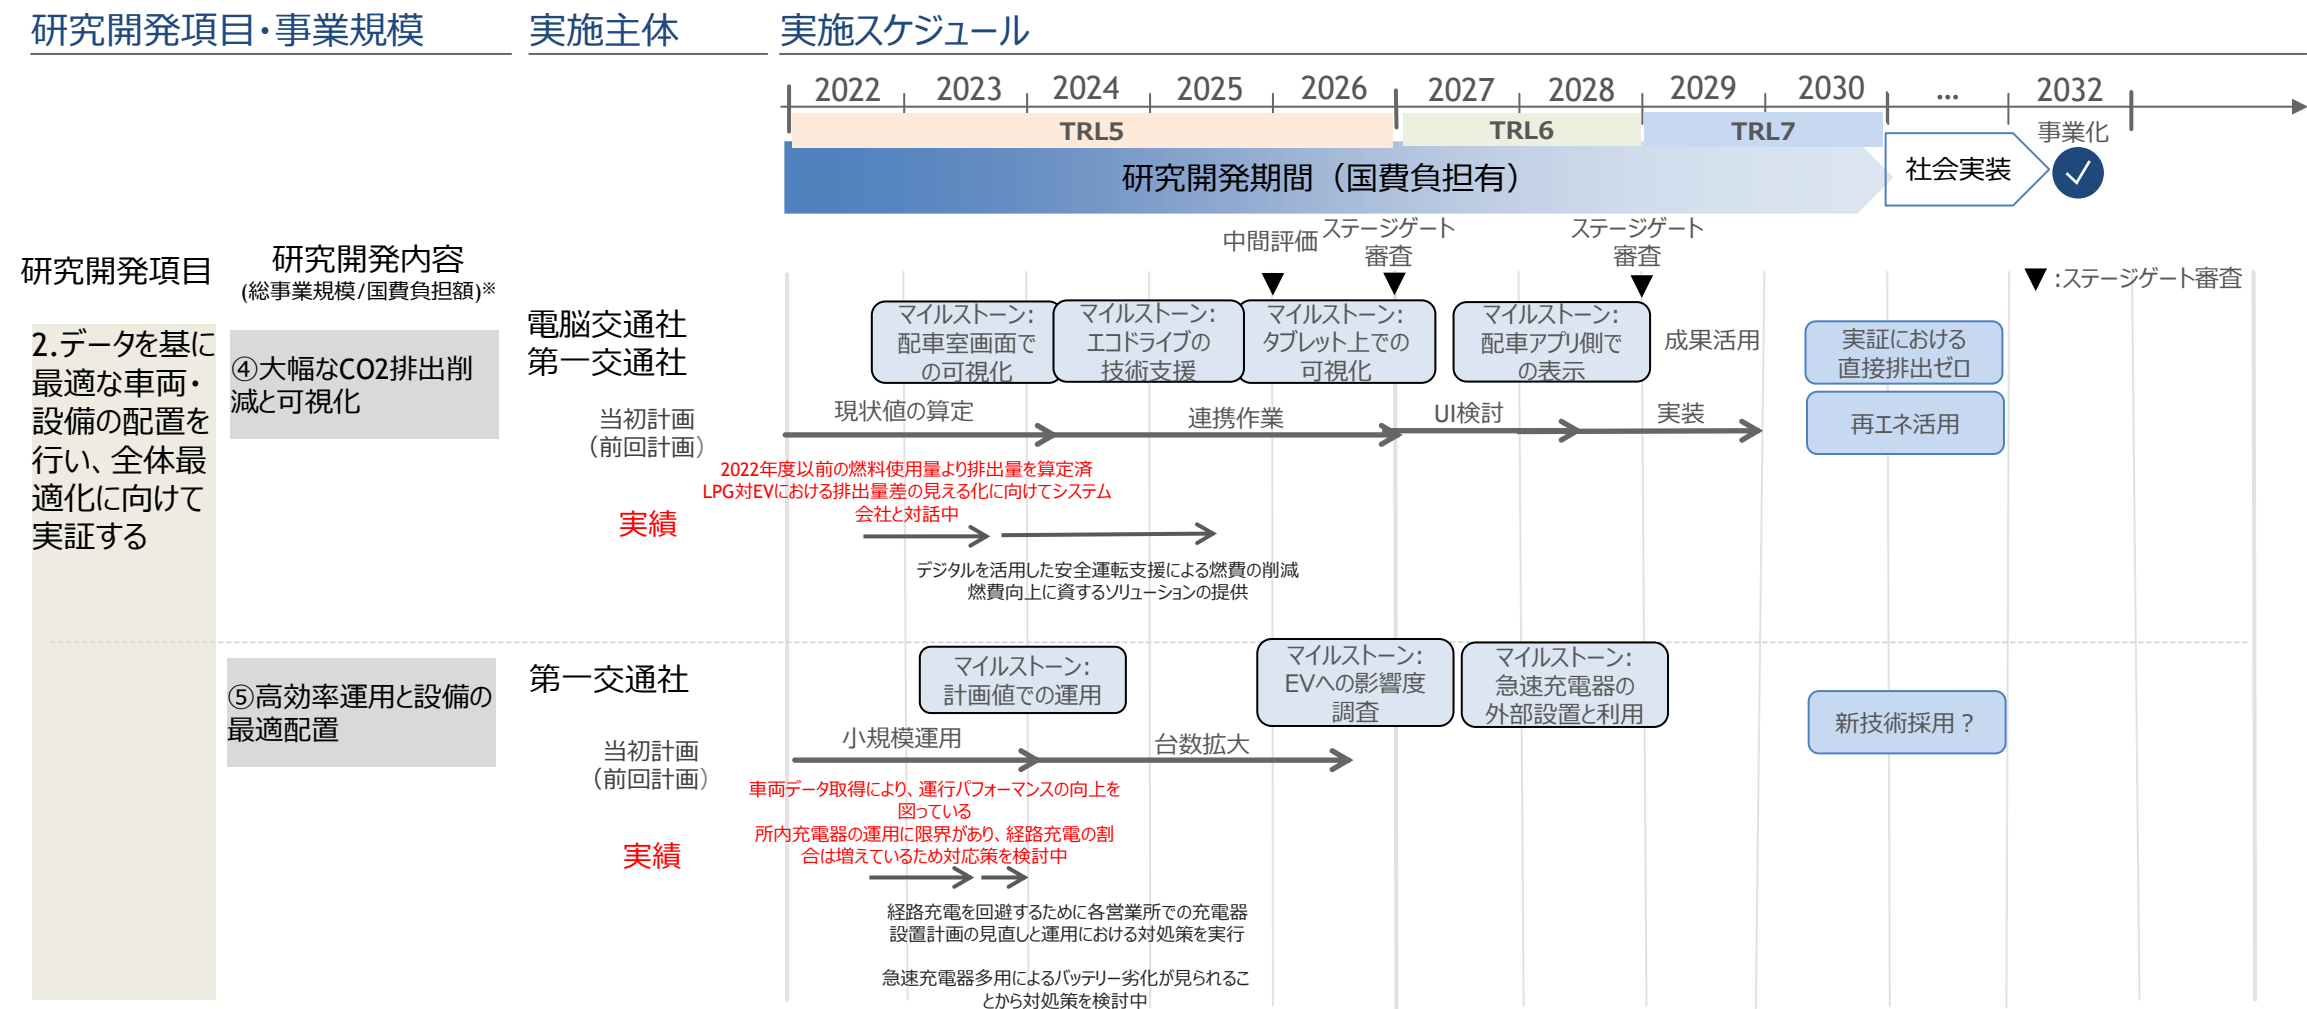 研究開発項目・事業規模
実施主体
実施スケジュール
2022
2023
2024
2025
2026
2027
2028
2029
2030
...
2032
TRL5
TRL6
TRL7
事業化
研究開発期間（国費負担有）
社会実装
中間評価
ステージゲート
審査
ステージゲート
審査
▼:ステージゲート審査
研究開発項目
研究開発内容
(総事業規模/国費負担額)※
2.データを基に
最適な車両・
設備の配置を
行い、全体最
適化に向けて
実証する
④大幅なCO2排出削
減と可視化
電脳交通社
第一交通社
マイルストーン:
配車室画面で
の可視化
マイルストーン:
エコドライブの
技術支援
マイルストーン:
タブレット上での
可視化
マイルストーン:
配車アプリ側で
の表示
成果活用
実証における
直接排出ゼロ
再エネ活用
当初計画
（前回計画）
現状値の算定
連携作業
UI検討
実装
2022年度以前の燃料使用量より排出量を算定済
LPG対EVにおける排出量差の見える化に向けてシステム
会社と対話中
実績
デジタルを活用した安全運転支援による燃費の削減
燃費向上に資するソリューションの提供
⑤高効率運用と設備の
最適配置
第一交通社
マイルストーン:
計画値での運用
マイルストーン:
EVへの影響度
調査
マイルストーン:
急速充電器の
外部設置と利用
新技術採用？
当初計画
（前回計画）
小規模運用
台数拡大
車両データ取得により、運行パフォーマンスの向上を
図っている
所内充電器の運用に限界があり、経路充電の割
合は増えているため対応策を検討中
実績
経路充電を回避するために各営業所での充電器
設置計画の見直しと運用における対処策を実行
急速充電器多用によるバッテリー劣化が見られるこ
とから対処策を検討中